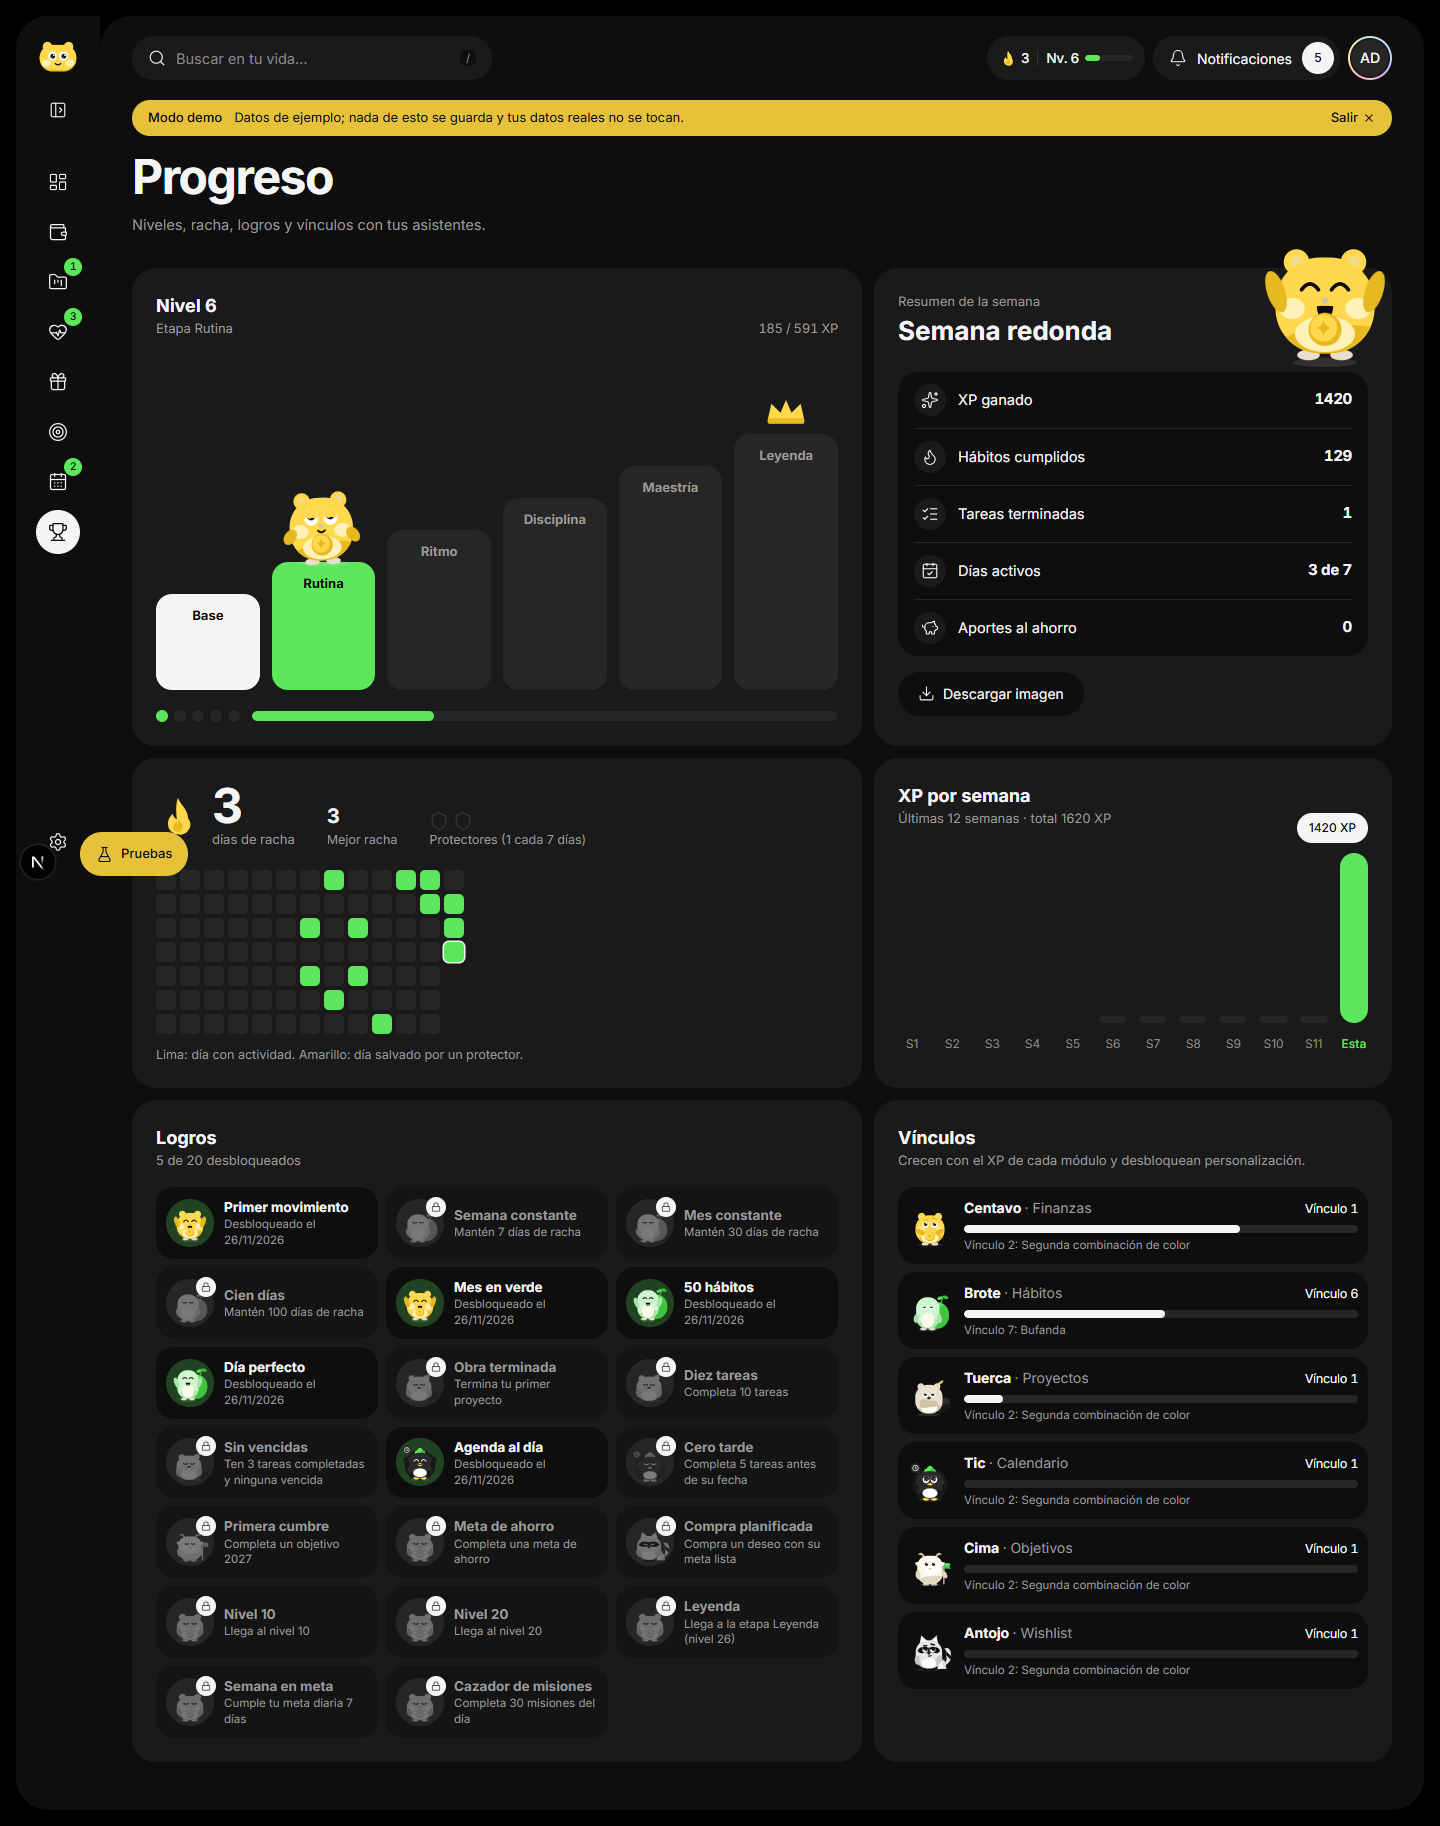 Buscar en tu vida...
/
3
Nv. 6
Notificaciones
5
AD
Modo demo Datos de ejemplo; nada de esto se guarda y tus datos reales no se tocan.
Salir
Progreso
Niveles, racha, logros y vínculos con tus asistentes.
1
3
2
Nivel 6
Etapa Rutina
185 / 591 XP
Base
Rutina
Ritmo
Disciplina
Maestría
Leyenda
Resumen de la semana
Semana redonda
XP ganado 1420
Hábitos cumplidos 129
Tareas terminadas 1
Días activos 3 de 7
Aportes al ahorro 0
Descargar imagen
3
días de racha
3
Mejor racha
Protectores (1 cada 7 días)
N
Pruebas
Lima: día con actividad. Amarillo: día salvado por un protector.
XP por semana
Últimas 12 semanas · total 1620 XP
1420 XP
S1 S2 S3 S4 S5 S6 S7 S8 S9 S10 S11 Esta
Logros
5 de 20 desbloqueados
Primer movimiento
Desbloqueado el
26/11/2026
Semana constante
Mantén 7 días de racha
Mes constante
Mantén 30 días de racha
Cien días
Mantén 100 días de racha
Mes en verde
Desbloqueado el
26/11/2026
50 hábitos
Desbloqueado el
26/11/2026
Día perfecto
Desbloqueado el
26/11/2026
Obra terminada
Termina tu primer
proyecto
Diez tareas
Completa 10 tareas
Sin vencidas
Ten 3 tareas completadas
y ninguna vencida
Agenda al día
Desbloqueado el
26/11/2026
Cero tarde
Completa 5 tareas antes
de su fecha
Primera cumbre
Completa un objetivo
2027
Meta de ahorro
Completa una meta de
ahorro
Compra planificada
Compra un deseo con su
meta lista
Nivel 10
Llega al nivel 10
Nivel 20
Llega al nivel 20
Leyenda
Llega a la etapa Leyenda
(nivel 26)
Semana en meta
Cumple tu meta diaria 7
días
Cazador de misiones
Completa 30 misiones del
día
Vínculos
Crecen con el XP de cada módulo y desbloquean personalización.
Centavo · Finanzas Vínculo 1
Vínculo 2: Segunda combinación de color
Brote · Hábitos Vínculo 6
Vínculo 7: Bufanda
Tuerca · Proyectos Vínculo 1
Vínculo 2: Segunda combinación de color
Tic · Calendario Vínculo 1
Vínculo 2: Segunda combinación de color
Cima · Objetivos Vínculo 1
Vínculo 2: Segunda combinación de color
Antojo · Wishlist Vínculo 1
Vínculo 2: Segunda combinación de color